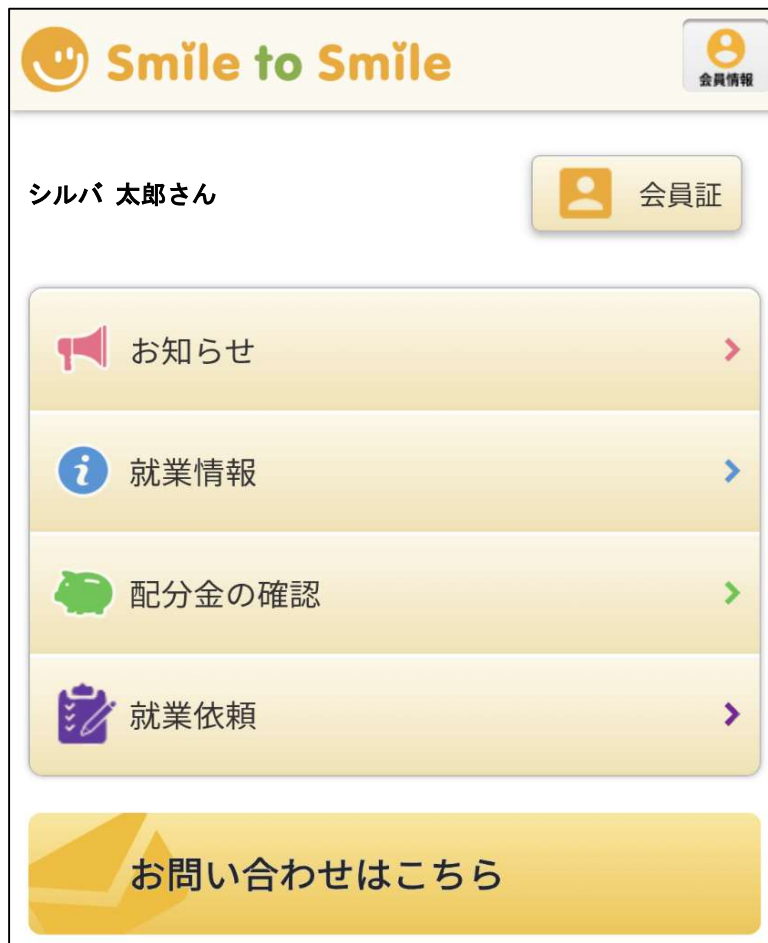 Smile to Smile
会員情報
シルバ 太郎さん
会員証
お知らせ
就業情報
配分金の確認
就業依頼
お問い合わせはこちら